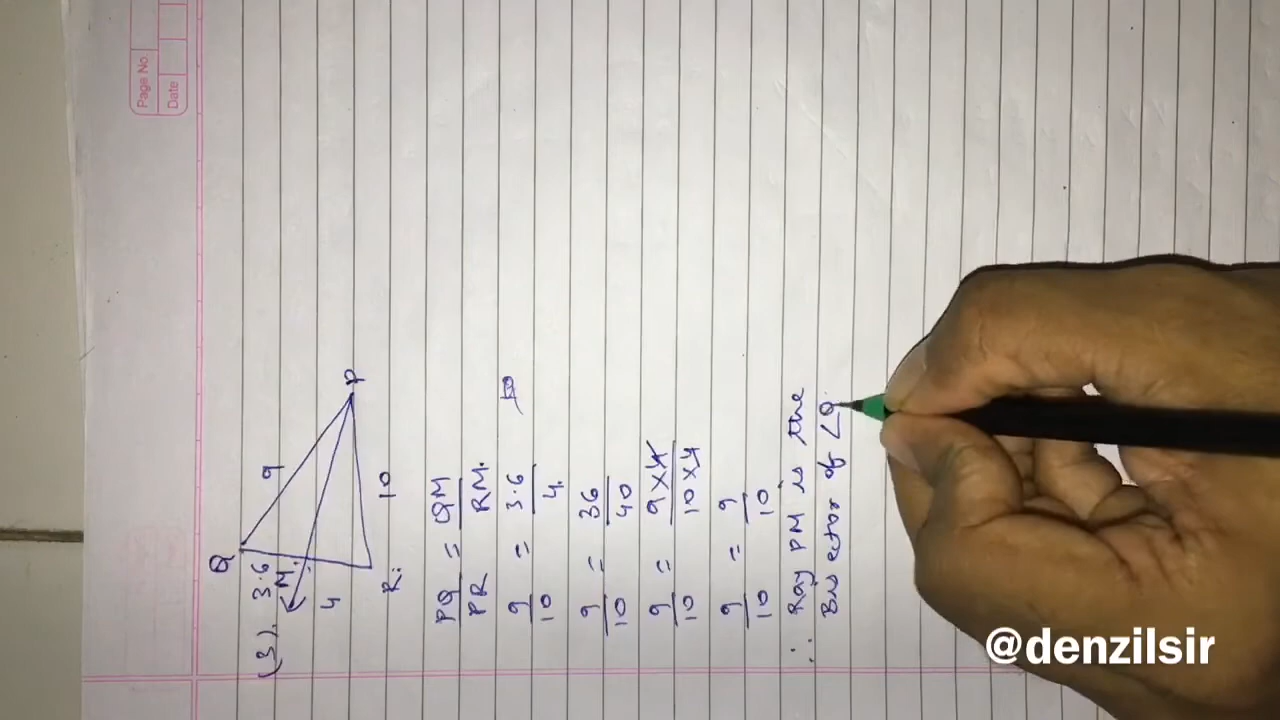 Page No.
Date
(3).
Q
3.6
9
M.
P
4
10
R.
PQ/PR = QM/RM.
9/10 = 3.6/4.
9/10 = 36/40
9/10 = 9×4/10×4
9/10 = 9/10
∴ Ray PM is the
Bisector of ∠Q
@denzilsir